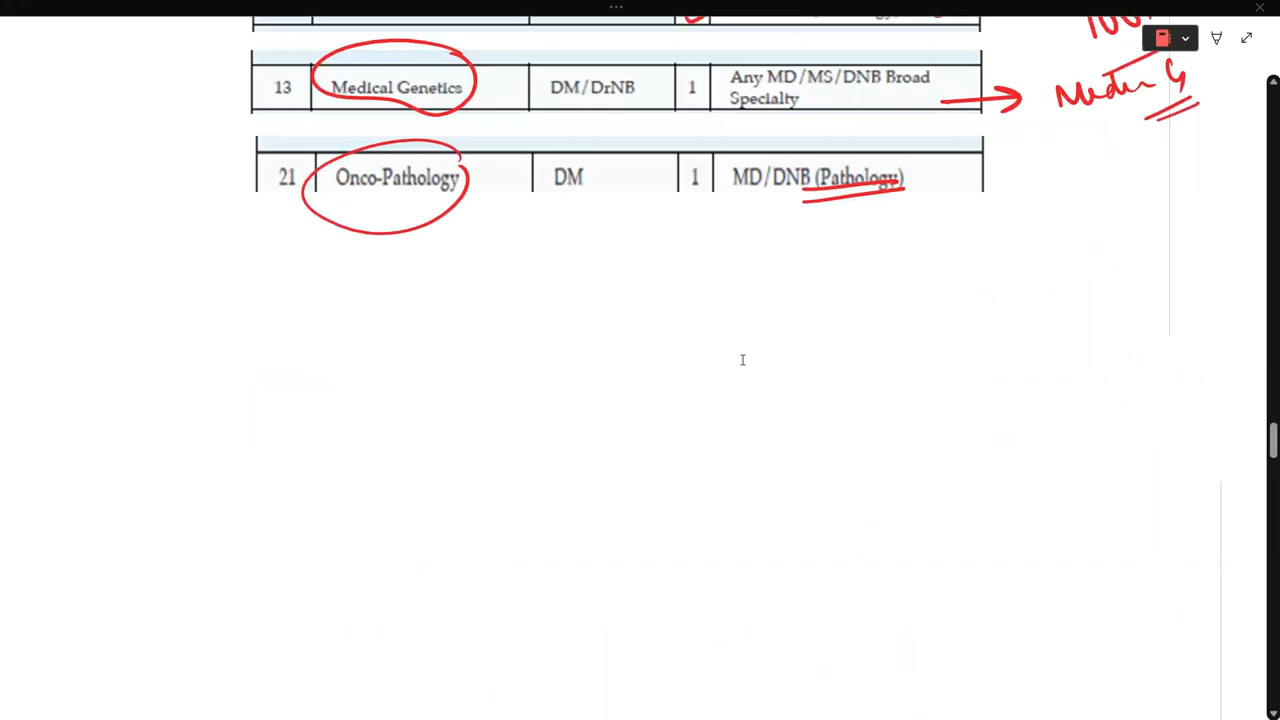 100
13 Medical Genetics DM/DrNB 1 Any MD/MS/DNB Broad
Specialty
21 Onco-Pathology DM 1 MD/DNB (Pathology)